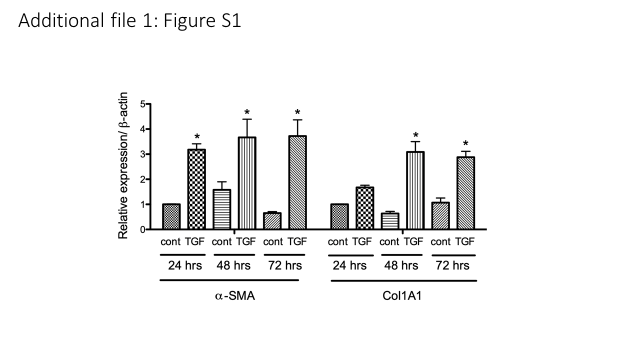 Additional file 1: Figure S1
Relative expression/ β-actin
5
4
3
2
1
0
* * * * *
cont TGF cont TGF cont TGF cont TGF cont TGF cont TGF
24 hrs 48 hrs 72 hrs 24 hrs 48 hrs 72 hrs
α-SMA Col1A1